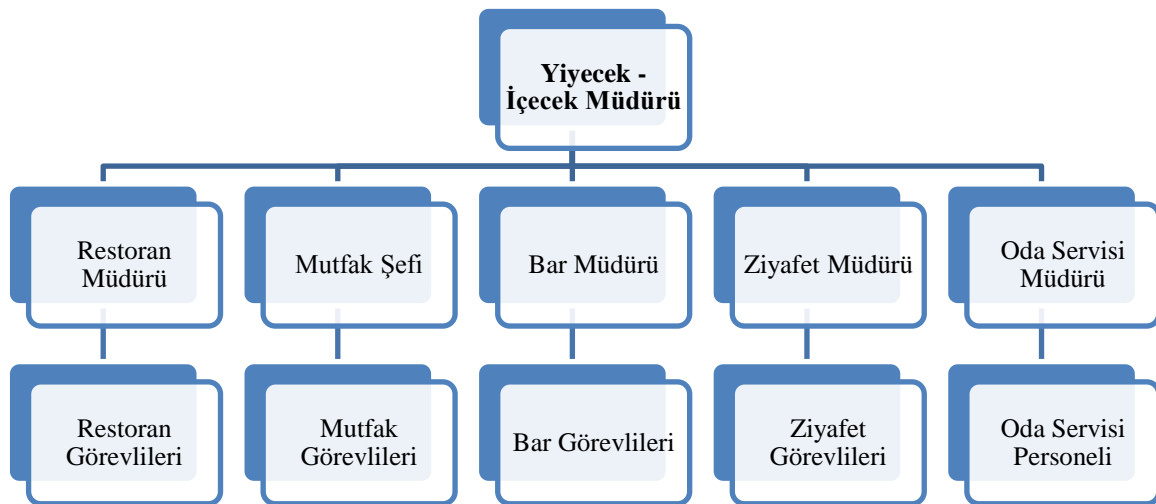 Yiyecek -
İçecek Müdürü
Restoran
Müdürü
Mutfak Şefi
Bar Müdürü
Ziyafet Müdürü
Oda Servisi
Müdürü
Restoran
Görevlileri
Mutfak
Görevlileri
Bar Görevlileri
Ziyafet
Görevlileri
Oda Servisi
Personeli